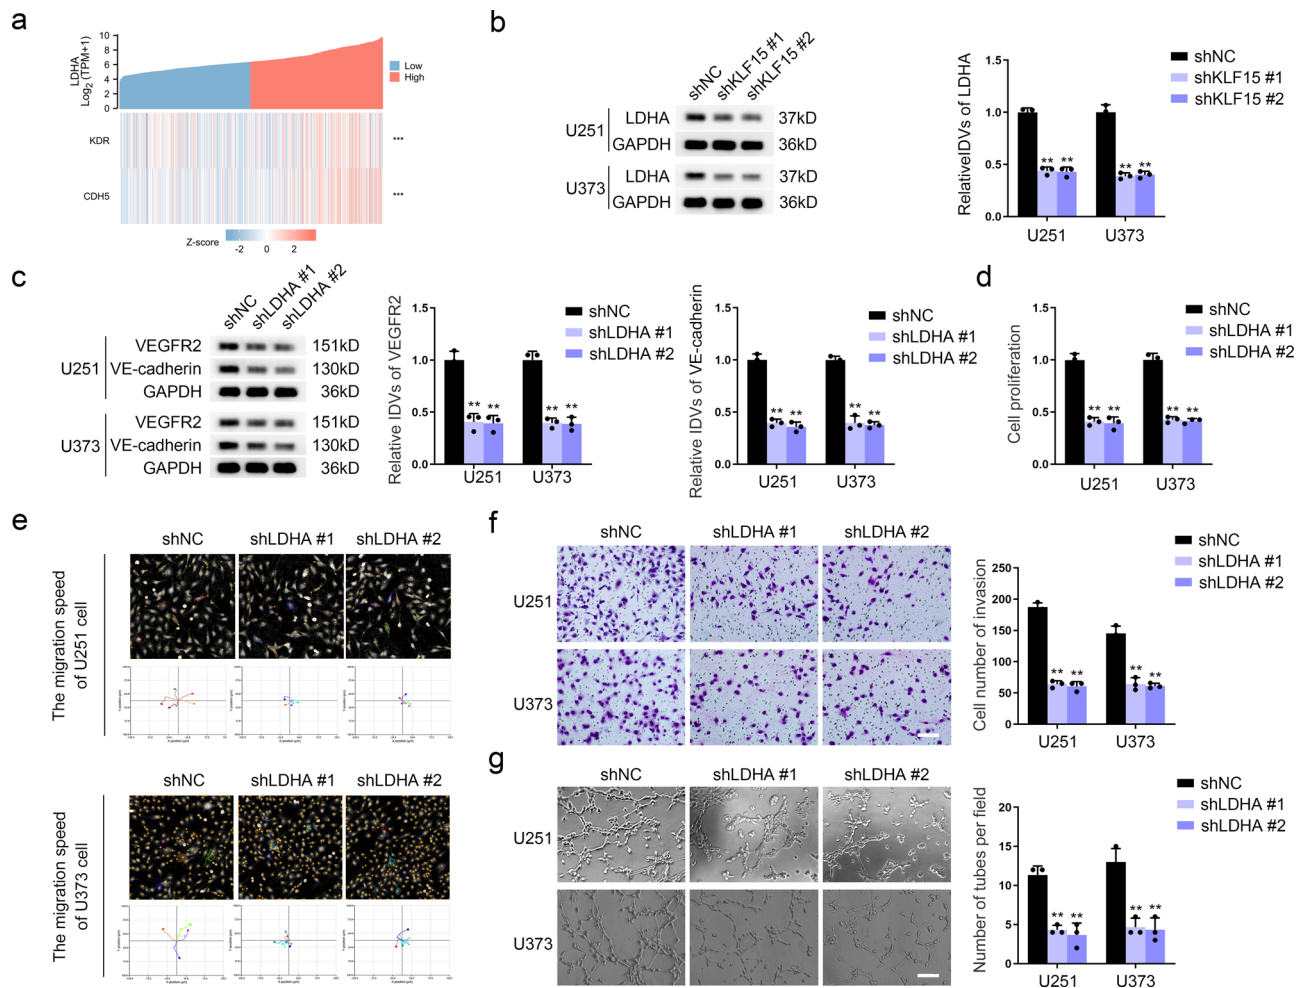 a
LDHA
Log2 (TPM+1)
10
8
6
4
2
0
Low
High
KDR
***
CDH5
***
Z-score
-2 0 2
b
shNC shKLF15 #1 shKLF15 #2
U251
LDHA 37kD
GAPDH 36kD
U373
LDHA 37kD
GAPDH 36kD
RelativeIDVs of LDHA
1.5
1.0
0.5
0.0
** ** ** **
U251 U373
shNC
shKLF15 #1
shKLF15 #2
c
shNC shLDHA #1 shLDHA #2
U251
VEGFR2 151kD
VE-cadherin 130kD
GAPDH 36kD
U373
VEGFR2 151kD
VE-cadherin 130kD
GAPDH 36kD
Relative IDVs of VEGFR2
1.5
1.0
0.5
0.0
** ** ** **
U251 U373
shNC
shLDHA #1
shLDHA #2
Relative IDVs of VE-cadherin
1.5
1.0
0.5
0.0
** ** ** **
U251 U373
shNC
shLDHA #1
shLDHA #2
d
Cell proliferation
1.5
1.0
0.5
0.0
** ** ** **
U251 U373
shNC
shLDHA #1
shLDHA #2
e
shNC shLDHA #1 shLDHA #2
The migration speed
of U251 cell
shNC shLDHA #1 shLDHA #2
The migration speed
of U373 cell
f
shNC shLDHA #1 shLDHA #2
U251
U373
Cell number of invasion
250
200
150
100
50
0
** ** ** **
U251 U373
shNC
shLDHA #1
shLDHA #2
g
shNC shLDHA #1 shLDHA #2
U251
U373
Number of tubes per field
20
15
10
5
0
** ** ** **
U251 U373
shNC
shLDHA #1
shLDHA #2